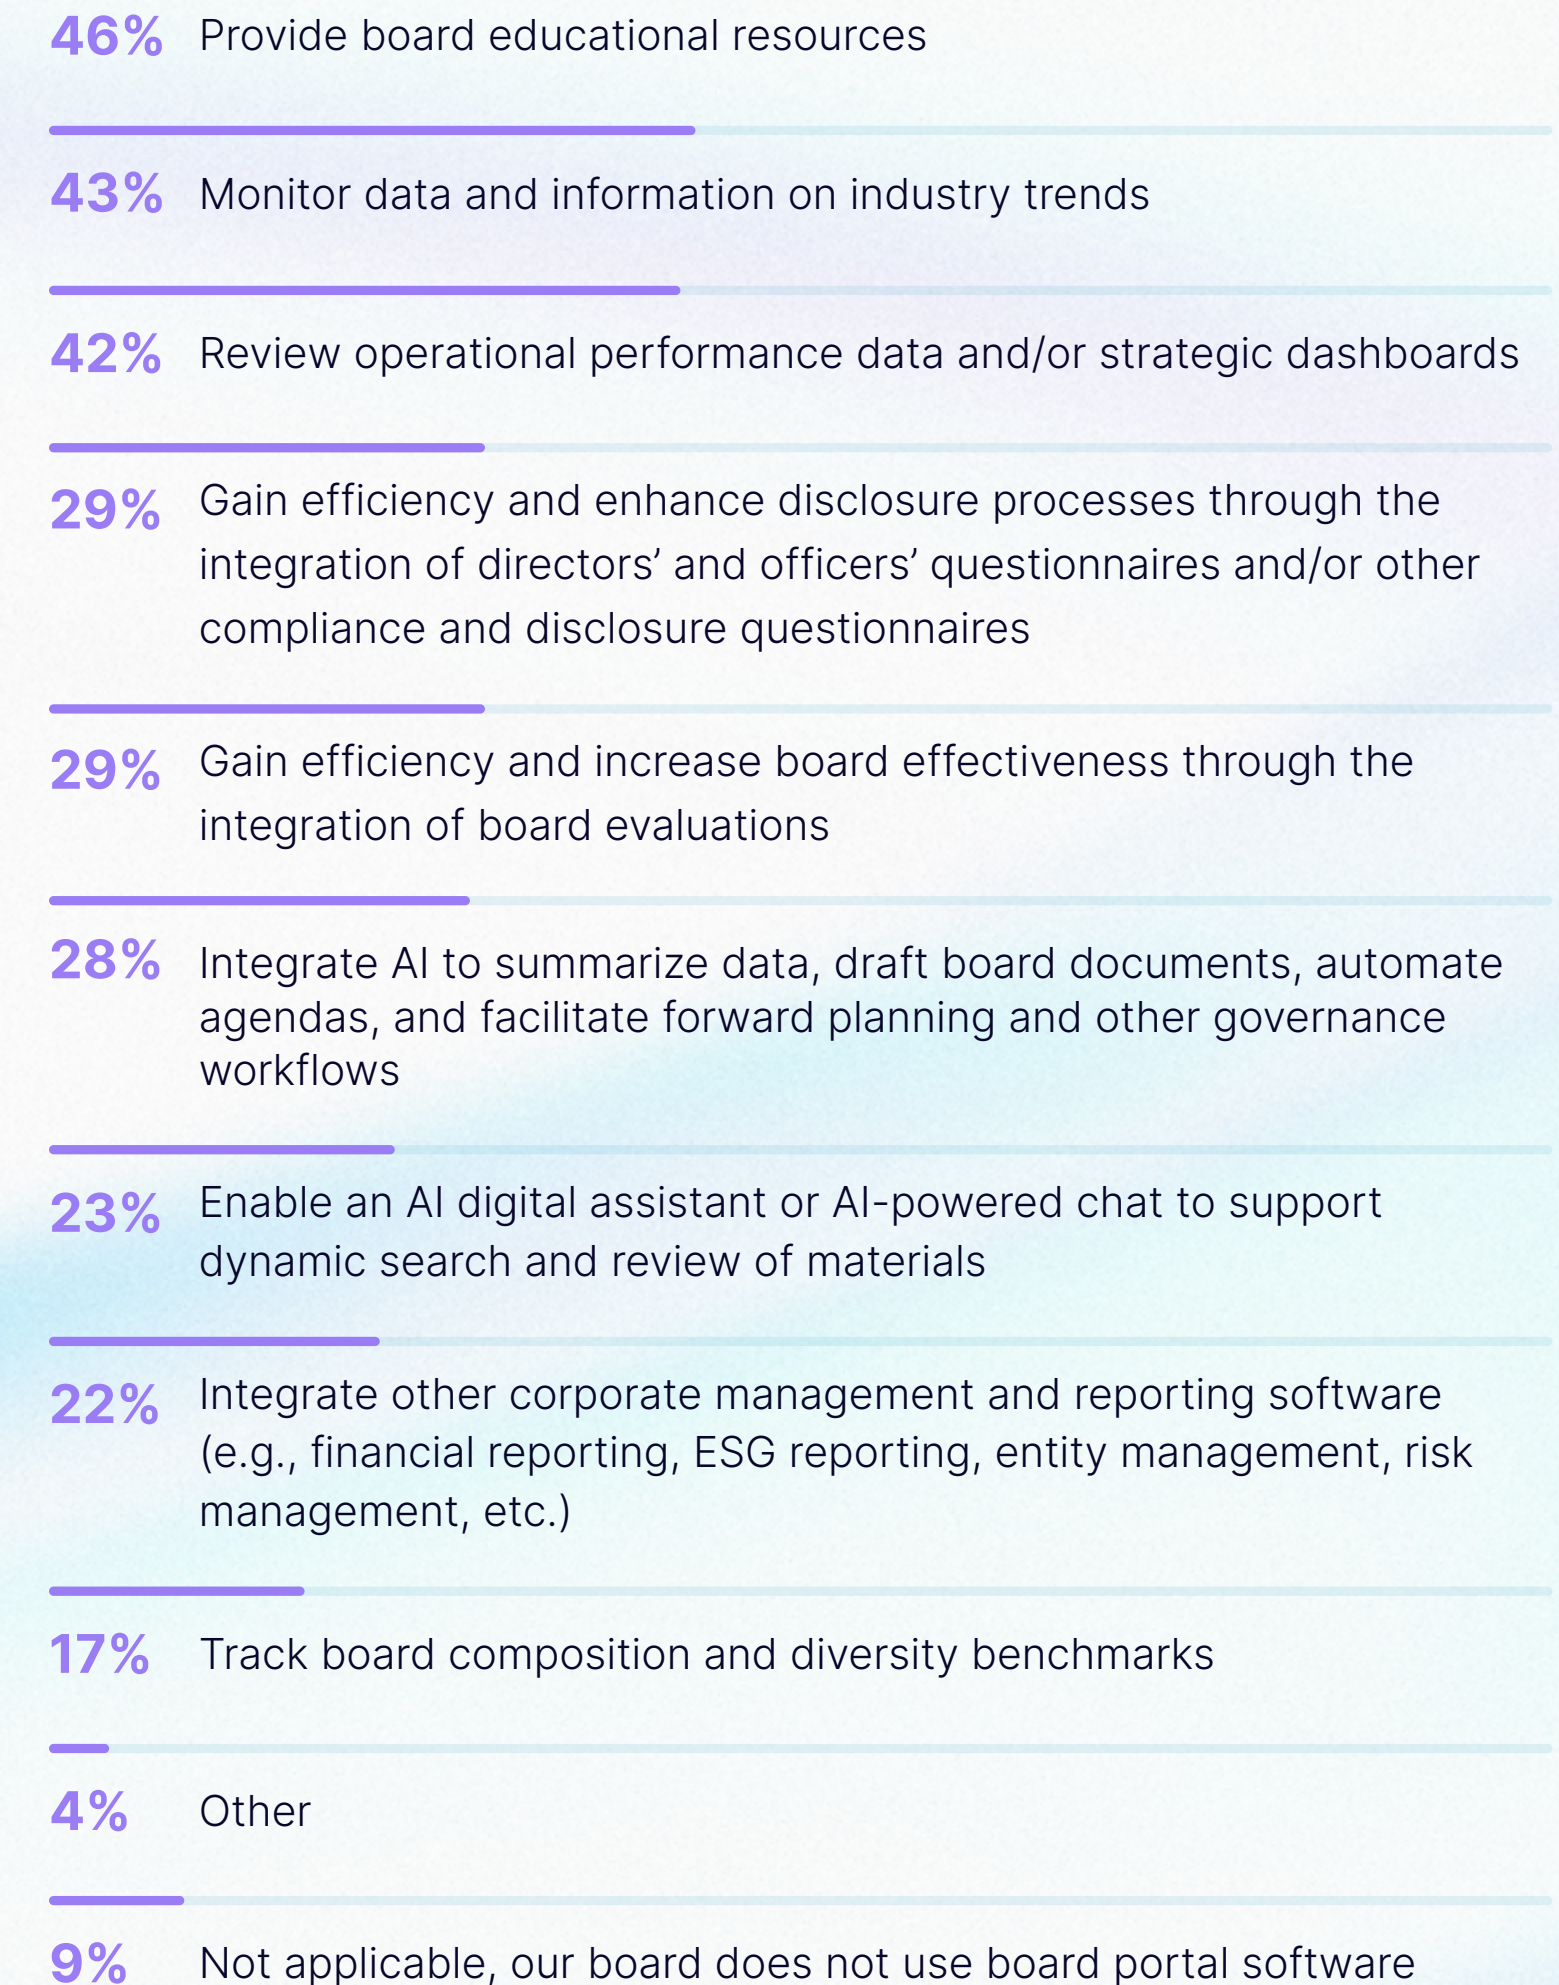 46% Provide board educational resources
43% Monitor data and information on industry trends
42% Review operational performance data and/or strategic dashboards
29% Gain efficiency and enhance disclosure processes through the
integration of directors’ and officers’ questionnaires and/or other
compliance and disclosure questionnaires
29% Gain efficiency and increase board effectiveness through the
integration of board evaluations
28% Integrate AI to summarize data, draft board documents, automate
agendas, and facilitate forward planning and other governance
workflows
23% Enable an AI digital assistant or AI-powered chat to support
dynamic search and review of materials
22% Integrate other corporate management and reporting software
(e.g., financial reporting, ESG reporting, entity management, risk
management, etc.)
17% Track board composition and diversity benchmarks
4% Other
9% Not applicable, our board does not use board portal software